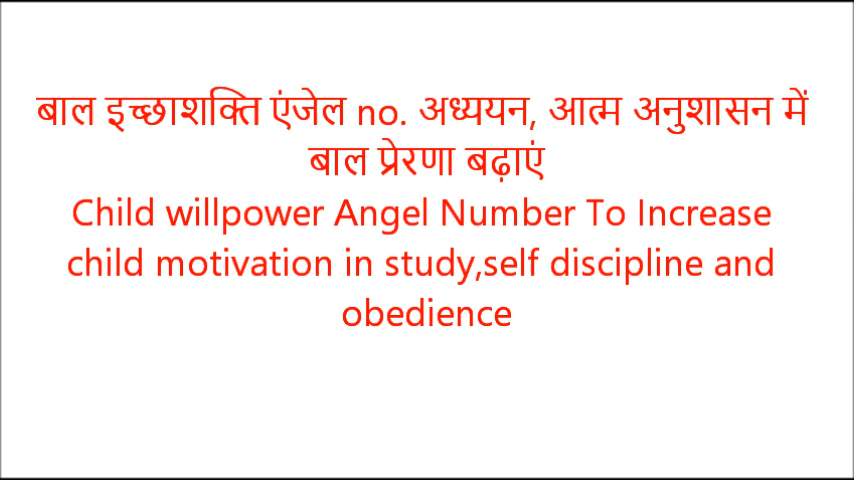 बाल इच्छाशक्ति एंजेल no. अध्ययन, आत्म अनुशासन में
बाल प्रेरणा बढ़ाएं
Child willpower Angel Number To Increase
child motivation in study,self discipline and
obedience